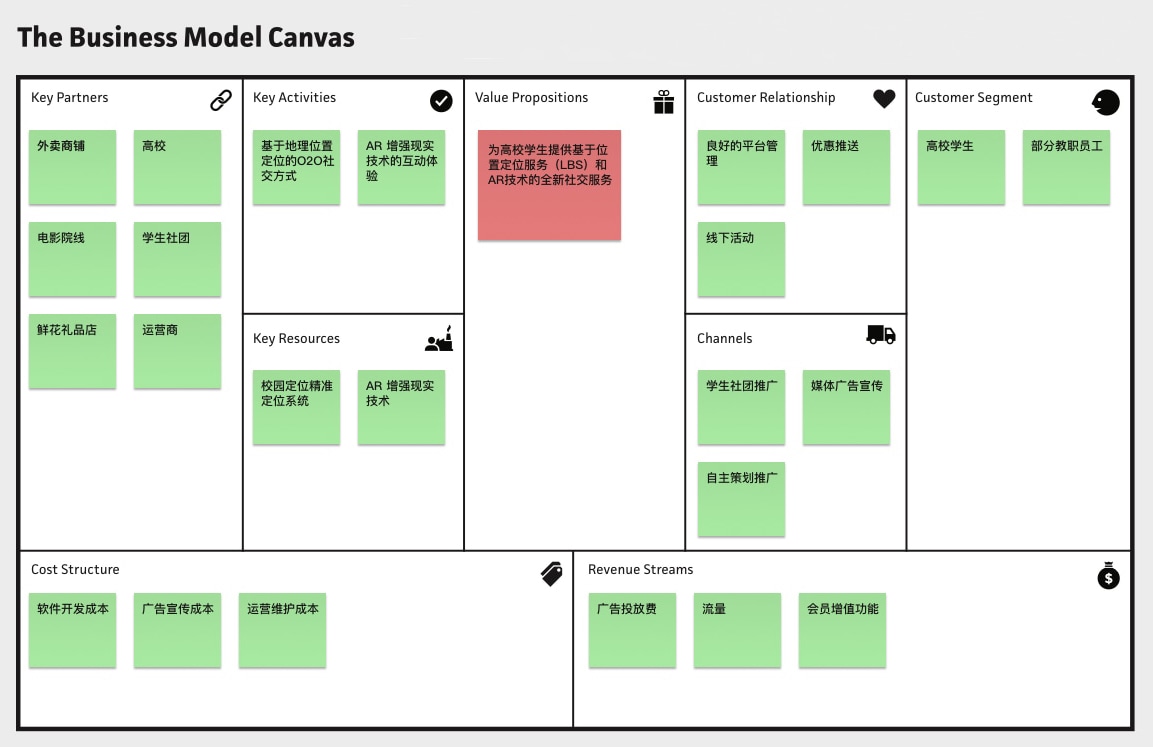 The Business Model Canvas
Key Partners
外卖商铺
高校
电影院线
学生社团
鲜花礼品店
运营商
Key Activities
基于地理位置
定位的O2O社
交方式
AR 增强现实
技术的互动体
验
Key Resources
校园定位精准
定位系统
AR 增强现实
技术
Value Propositions
为高校学生提供基于位
置定位服务（LBS）和
AR技术的全新社交服务
Customer Relationship
良好的平台管
理
优惠推送
线下活动
Channels
学生社团推广
媒体广告宣传
自主策划推广
Customer Segment
高校学生
部分教职员工
Cost Structure
软件开发成本
广告宣传成本
运营维护成本
Revenue Streams
$
广告投放费
流量
会员增值功能